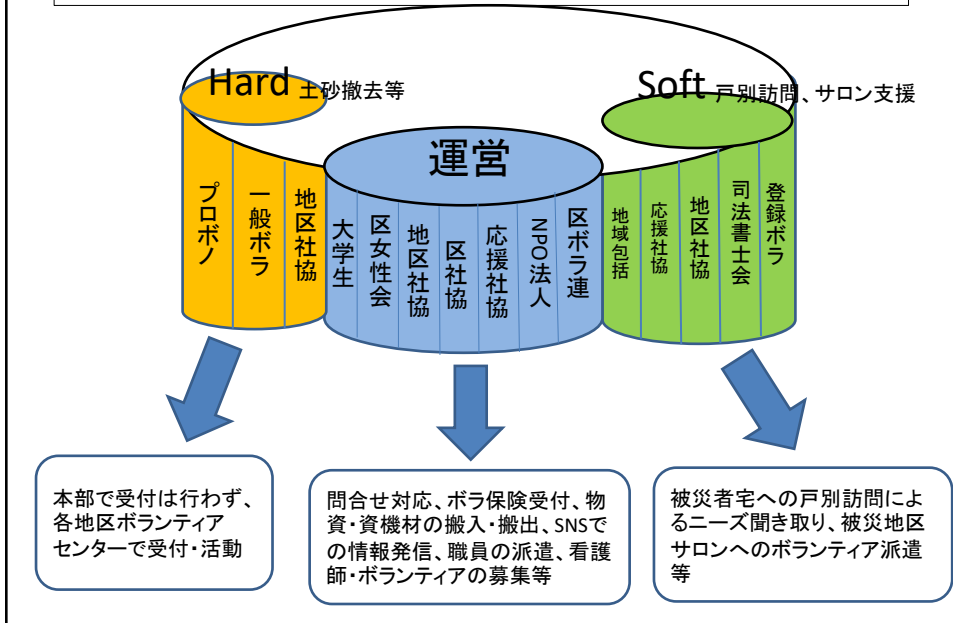 Hard 土砂撤去等
Soft 戸別訪問、サロン支援
運営
プロボノ
一般ボラ
地区社協
大学生
区女性会
地区社協
区社協
応援社協
NPO法人
区ボラ連
地域包括
応援社協
地区社協
司法書士会
登録ボラ
本部で受付は行わず、
各地区ボランティア
センターで受付・活動
問合せ対応、ボラ保険受付、物
資・資機材の搬入・搬出、SNSで
の情報発信、職員の派遣、看護
師・ボランティアの募集等
被災者宅への戸別訪問によ
るニーズ聞き取り、被災地区
サロンへのボランティア派遣
等